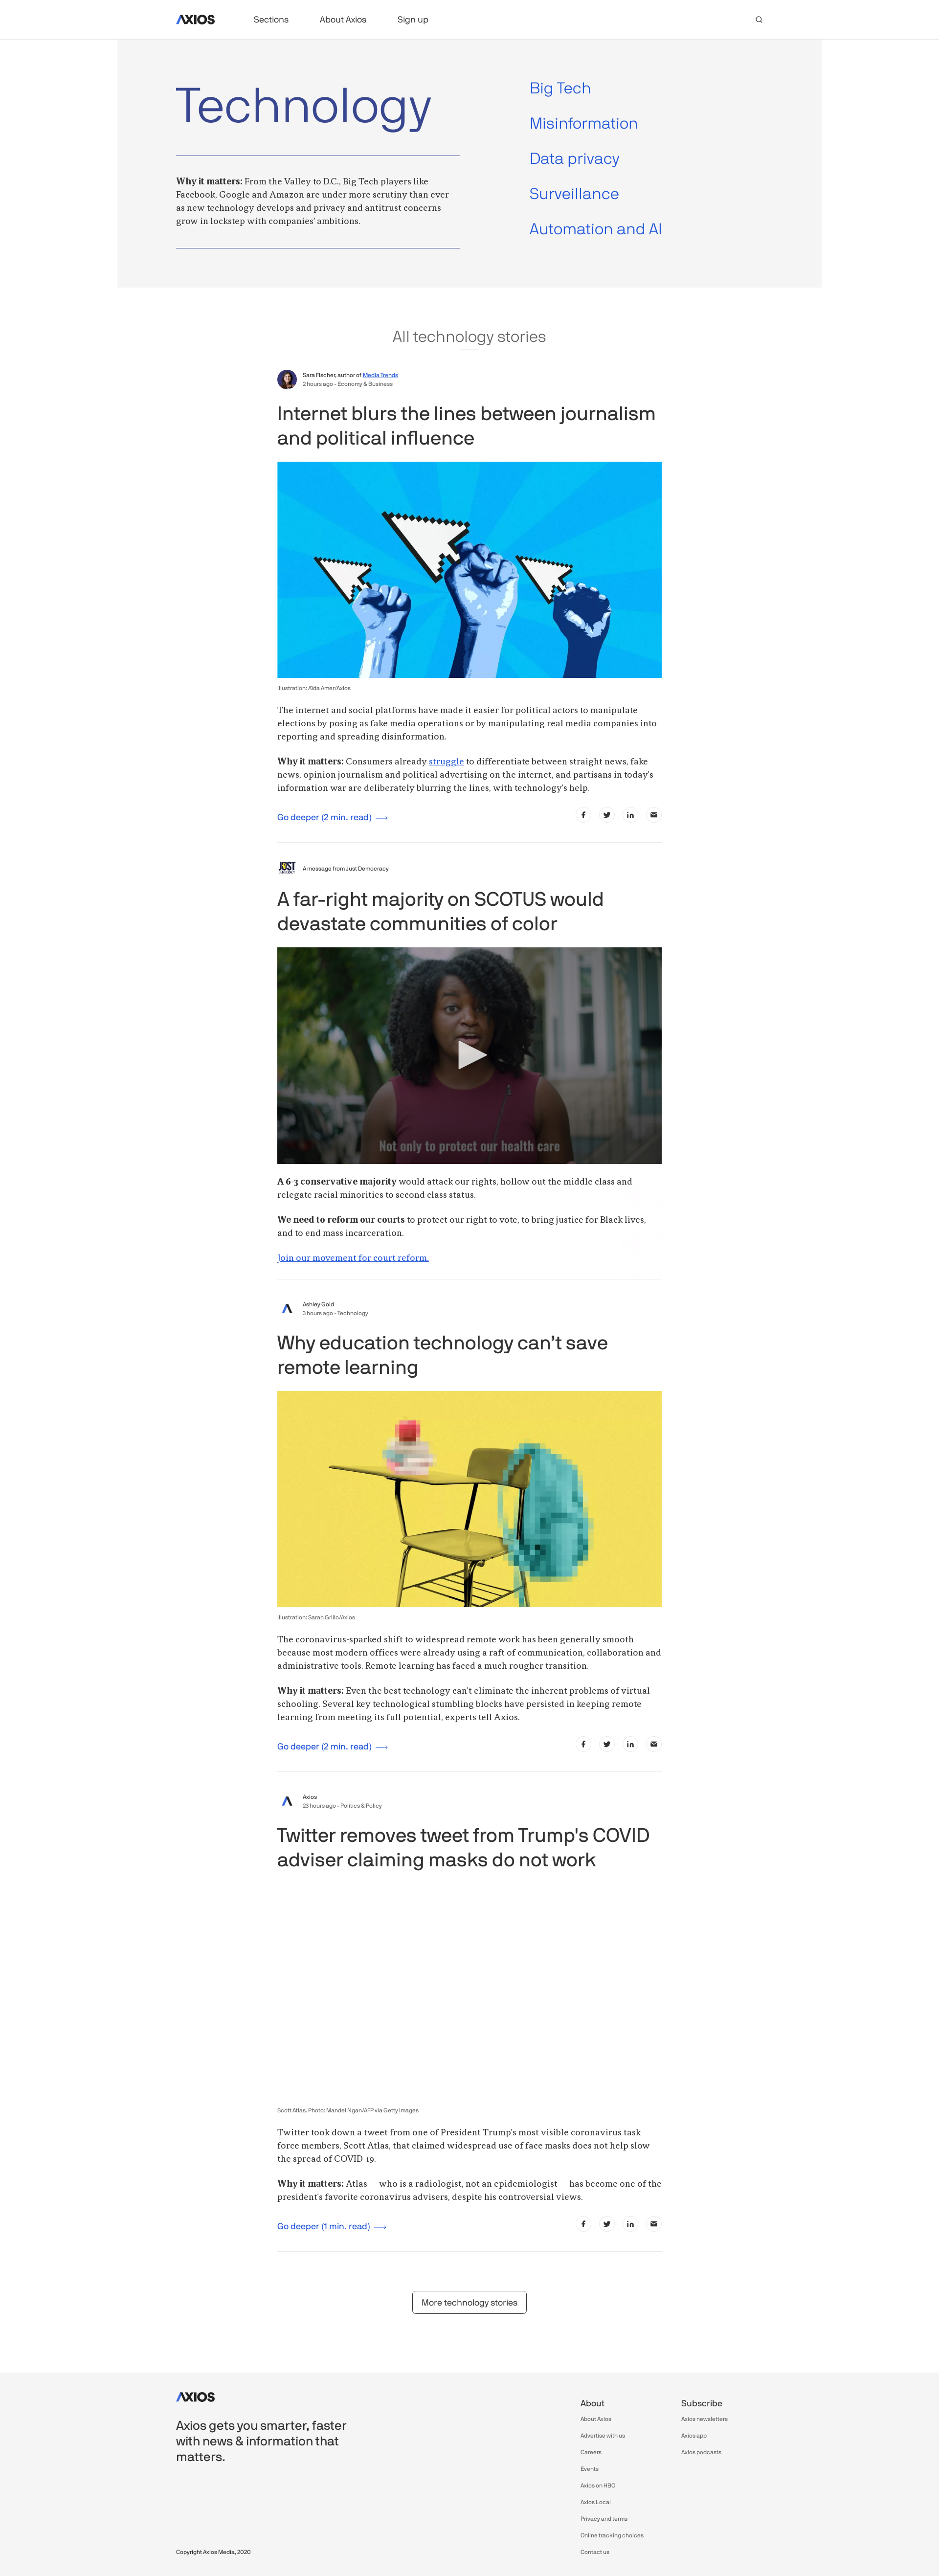 AXIOS
Sections
About Axios
Sign up
Technology
Why it matters: From the Valley to D.C., Big Tech players like
Facebook, Google and Amazon are under more scrutiny than ever
as new technology develops and privacy and antitrust concerns
grow in lockstep with companies' ambitions.
Big Tech
Misinformation
Data privacy
Surveillance
Automation and AI
All technology stories
Sara Fischer, author of Media Trends
2 hours ago - Economy & Business
Internet blurs the lines between journalism
and political influence
Illustration: Aïda Amer/Axios
The internet and social platforms have made it easier for political actors to manipulate
elections by posing as fake media operations or by manipulating real media companies into
reporting and spreading disinformation.
Why it matters: Consumers already struggle to differentiate between straight news, fake
news, opinion journalism and political advertising on the internet, and partisans in today's
information war are deliberately blurring the lines, with technology's help.
Go deeper (2 min. read)
JUST
A message from Just Democracy
A far-right majority on SCOTUS would
devastate communities of color
Not only to protect our health care
A 6-3 conservative majority would attack our rights, hollow out the middle class and
relegate racial minorities to second class status.
We need to reform our courts to protect our right to vote, to bring justice for Black lives,
and to end mass incarceration.
Join our movement for court reform.
Ashley Gold
3 hours ago - Technology
Why education technology can't save
remote learning
Illustration: Sarah Grillo/Axios
The coronavirus-sparked shift to widespread remote work has been generally smooth
because most modern offices were already using a raft of communication, collaboration and
administrative tools. Remote learning has faced a much rougher transition.
Why it matters: Even the best technology can't eliminate the inherent problems of virtual
schooling. Several key technological stumbling blocks have persisted in keeping remote
learning from meeting its full potential, experts tell Axios.
Go deeper (2 min. read)
Axios
23 hours ago - Politics & Policy
Twitter removes tweet from Trump's COVID
adviser claiming masks do not work
Scott Atlas. Photo: Mandel Ngan/AFP via Getty Images
Twitter took down a tweet from one of President Trump's most visible coronavirus task
force members, Scott Atlas, that claimed widespread use of face masks does not help slow
the spread of COVID-19.
Why it matters: Atlas — who is a radiologist, not an epidemiologist — has become one of the
president's favorite coronavirus advisers, despite his controversial views.
Go deeper (1 min. read)
More technology stories
AXIOS
Axios gets you smarter, faster
with news & information that
matters.
Copyright Axios Media, 2020
About
About Axios
Advertise with us
Careers
Events
Axios on HBO
Axios Local
Privacy and terms
Online tracking choices
Contact us
Subscribe
Axios newsletters
Axios app
Axios podcasts